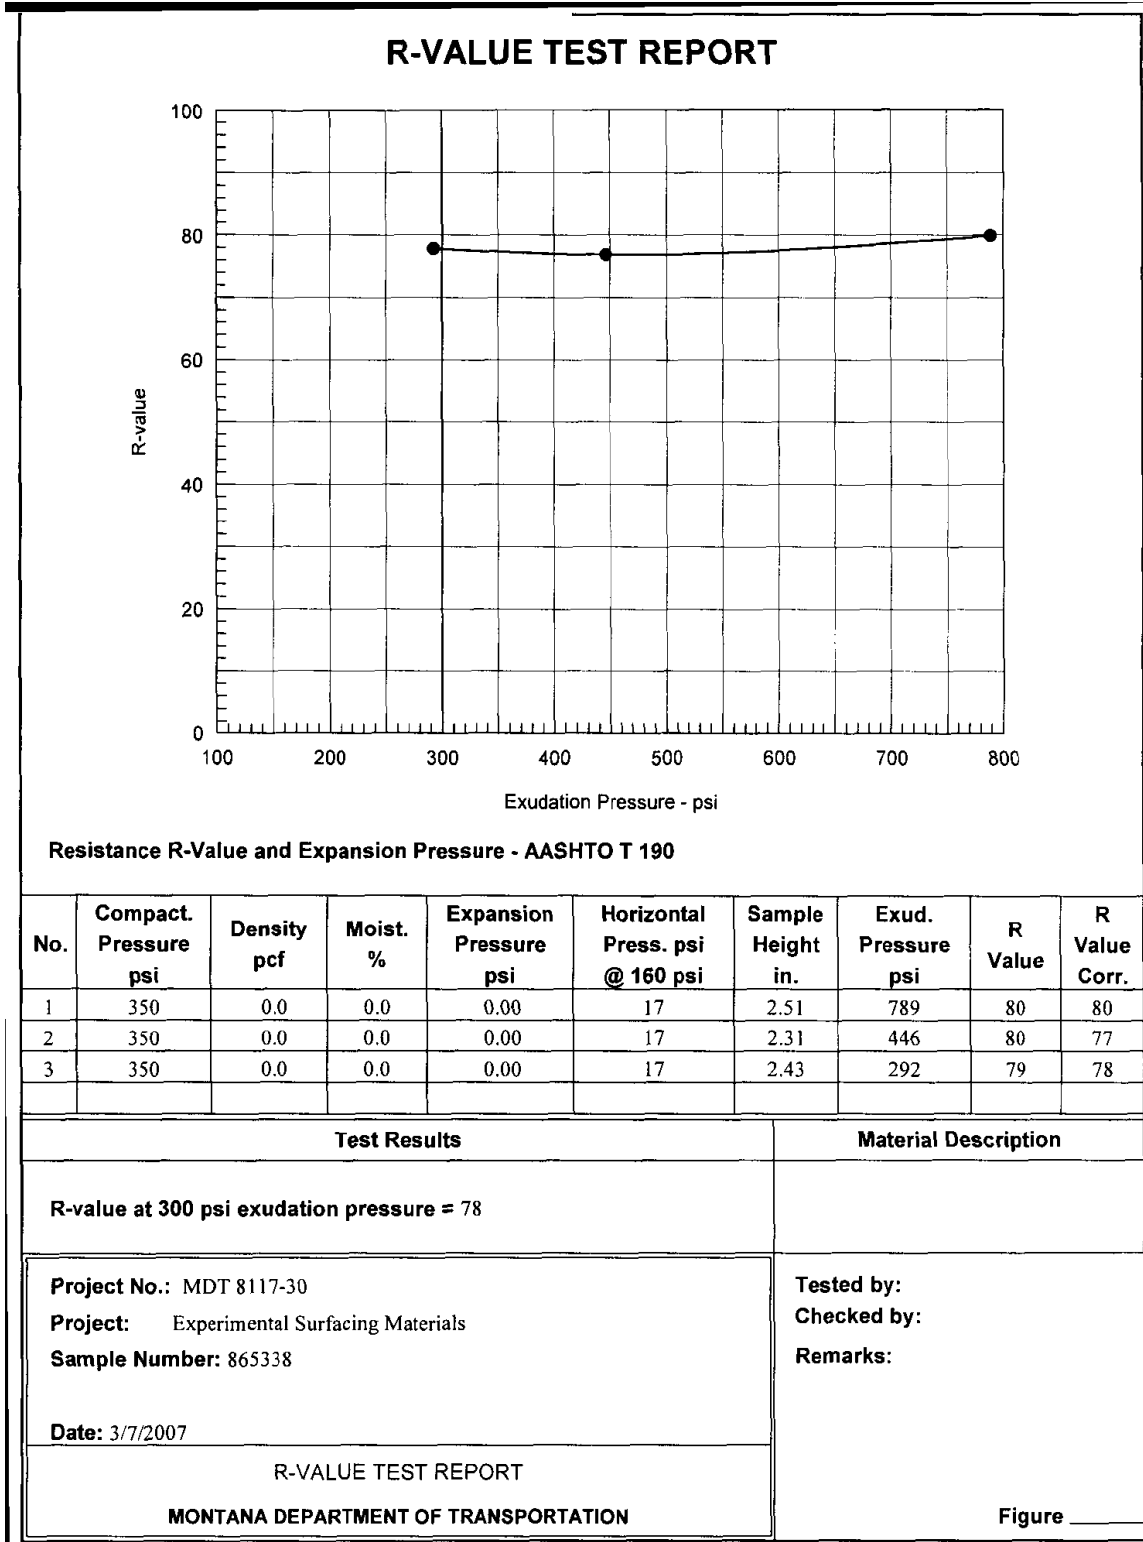 R-VALUE TEST REPORT
100
80
60
40
20
0
R-value
100 200 300 400 500 600 700 800
Exudation Pressure - psi
Resistance R-Value and Expansion Pressure - AASHTO T 190
No. Compact. Pressure psi Density pcf Moist. % Expansion Pressure psi Horizontal Press. psi @ 160 psi Sample Height in. Exud. Pressure psi R Value R Value Corr.
1 350 0.0 0.0 0.00 17 2.51 789 80 80
2 350 0.0 0.0 0.00 17 2.31 446 80 77
3 350 0.0 0.0 0.00 17 2.43 292 79 78
Test Results Material Description
R-value at 300 psi exudation pressure = 78
Project No.: MDT 8117-30
Project: Experimental Surfacing Materials
Sample Number: 865338
Date: 3/7/2007
Tested by:
Checked by:
Remarks:
R-VALUE TEST REPORT
MONTANA DEPARTMENT OF TRANSPORTATION
Figure ______